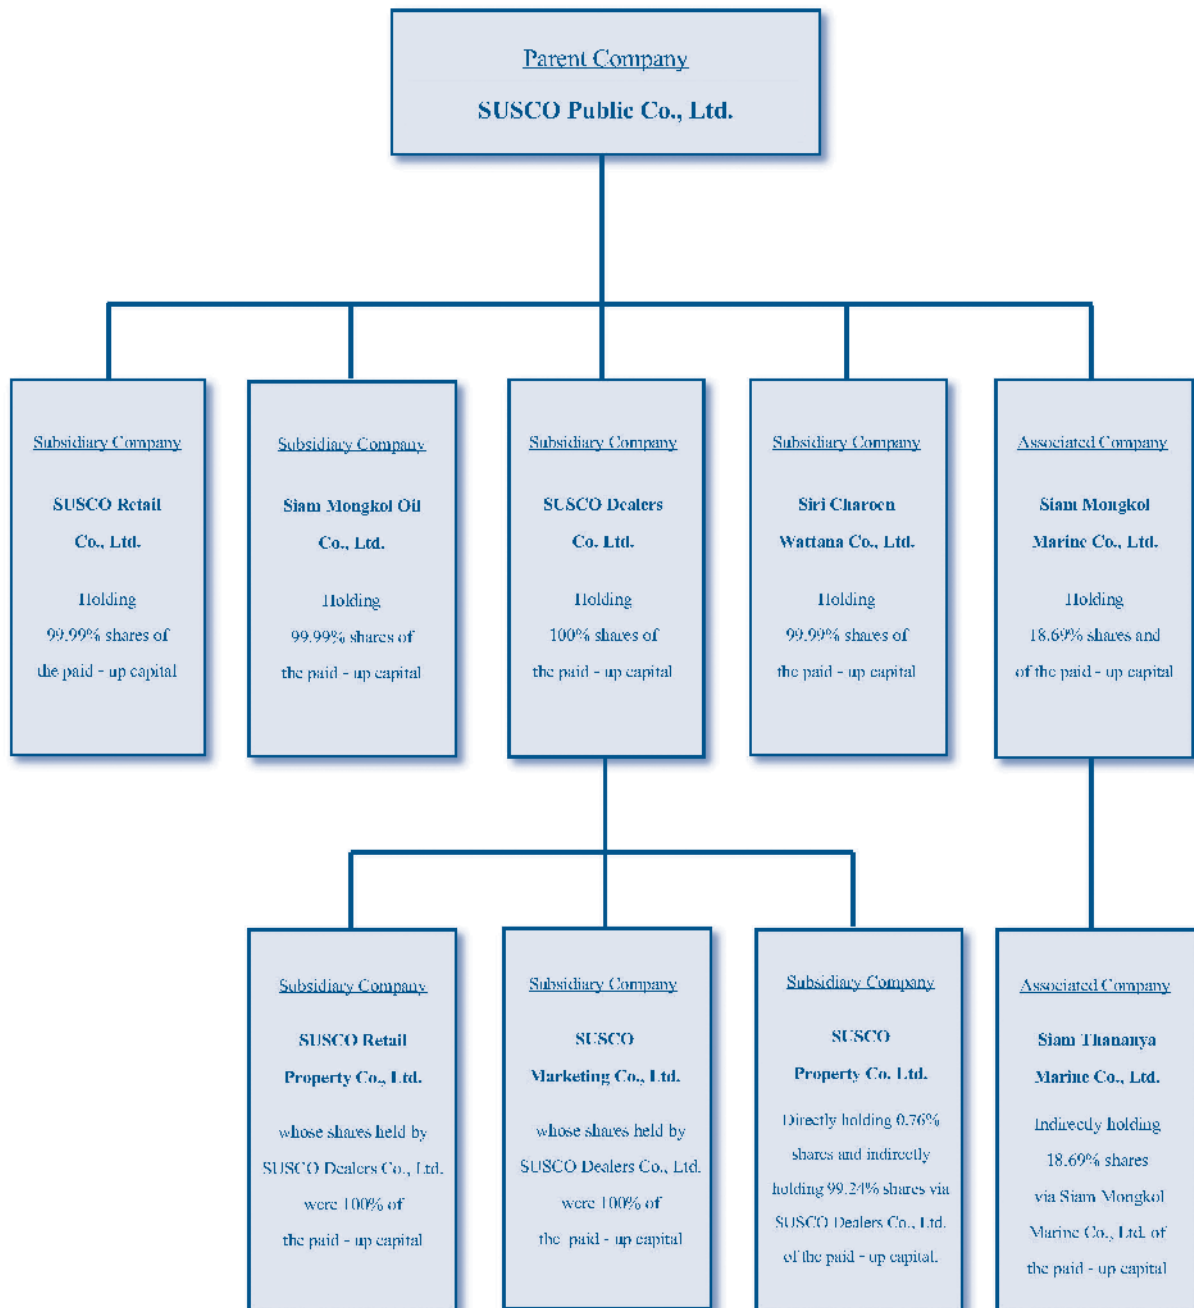 Parent Company
SUSCO Public Co., Ltd.
Subsidiary Company
SUSCO Retail
Co., Ltd.
Holding
99.99% shares of
the paid - up capital
Subsidiary Company
Siam Mongkol Oil
Co., Ltd.
Holding
99.99% shares of
the paid - up capital
Subsidiary Company
SUSCO Dealers
Co. Ltd.
Holding
100% shares of
the paid - up capital
Subsidiary Company
Siri Charoen
Wattana Co., Ltd.
Holding
99.99% shares of
the paid - up capital
Associated Company
Siam Mongkol
Marine Co., Ltd.
Holding
18.69% shares and
of the paid - up capital
Subsidiary Company
SUSCO Retail
Property Co., Ltd.
whose shares held by
SUSCO Dealers Co., Ltd.
were 100% of
the paid - up capital
Subsidiary Company
SUSCO
Marketing Co., Ltd.
whose shares held by
SUSCO Dealers Co., Ltd.
were 100% of
the paid - up capital
Subsidiary Company
SUSCO
Property Co. Ltd.
Directly holding 0.76%
shares and indirectly
holding 99.24% shares via
SUSCO Dealers Co., Ltd.
of the paid - up capital.
Associated Company
Siam Thananya
Marine Co., Ltd.
Indirectly holding
18.69% shares
via Siam Mongkol
Marine Co., Ltd. of
the paid - up capital